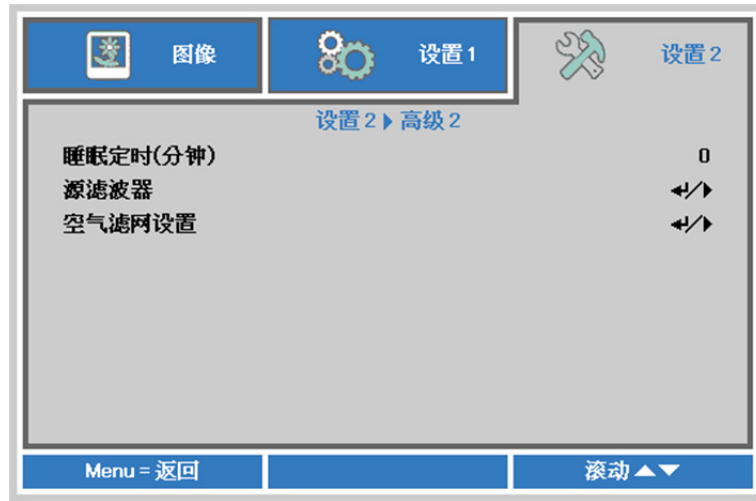 图像 设置1 设置2
设置2▶高级2
睡眠定时(分钟) 0
源滤波器 ↵/▶
空气滤网设置 ↵/▶
Menu = 返回 滚动▲▼